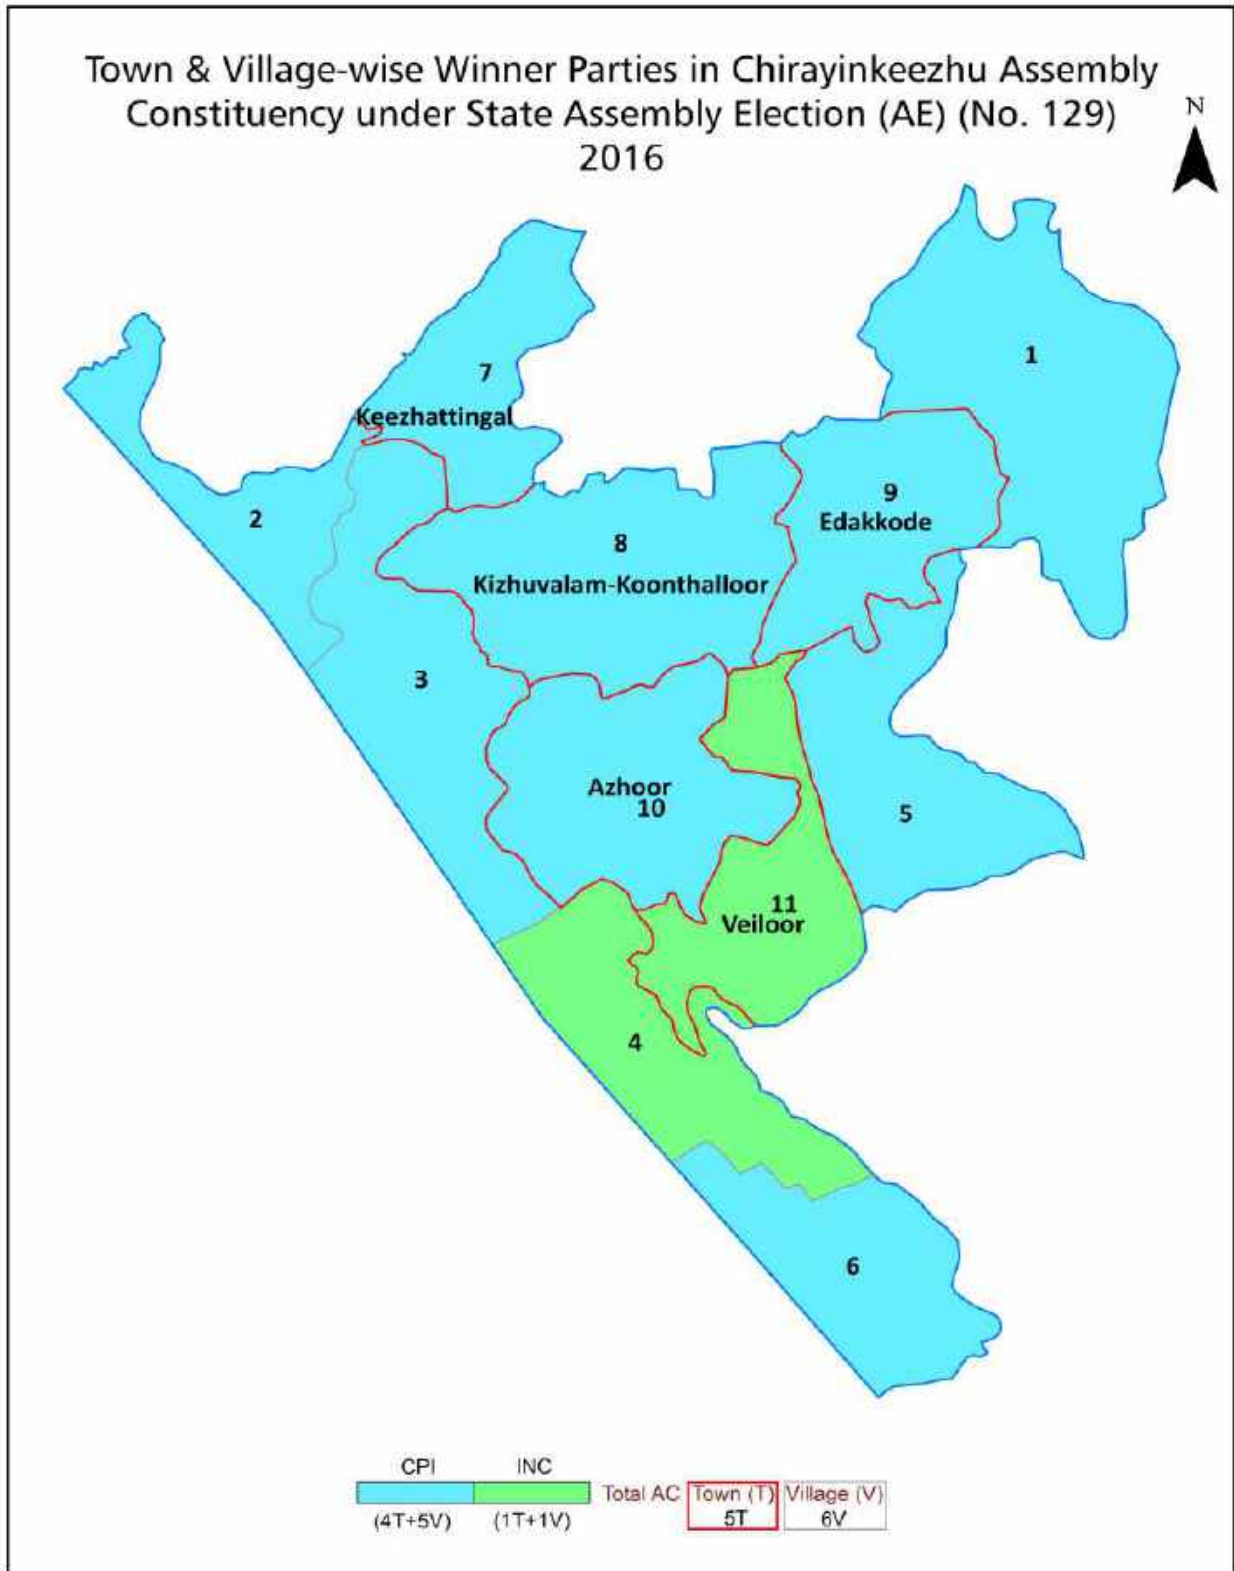 Town & Village-wise Winner Parties in Chirayinkeezhu Assembly
Constituency under State Assembly Election (AE) (No. 129)
2016
N
1
7
Keezhattingal
2
9
Edakkode
8
Kizhuvalam-Koonthalloor
3
Azhoor
10
5
11
Veiloor
4
6
CPI INC
Total AC Town (T) Village (V)
(4T+5V) (1T+1V) 5T 6V